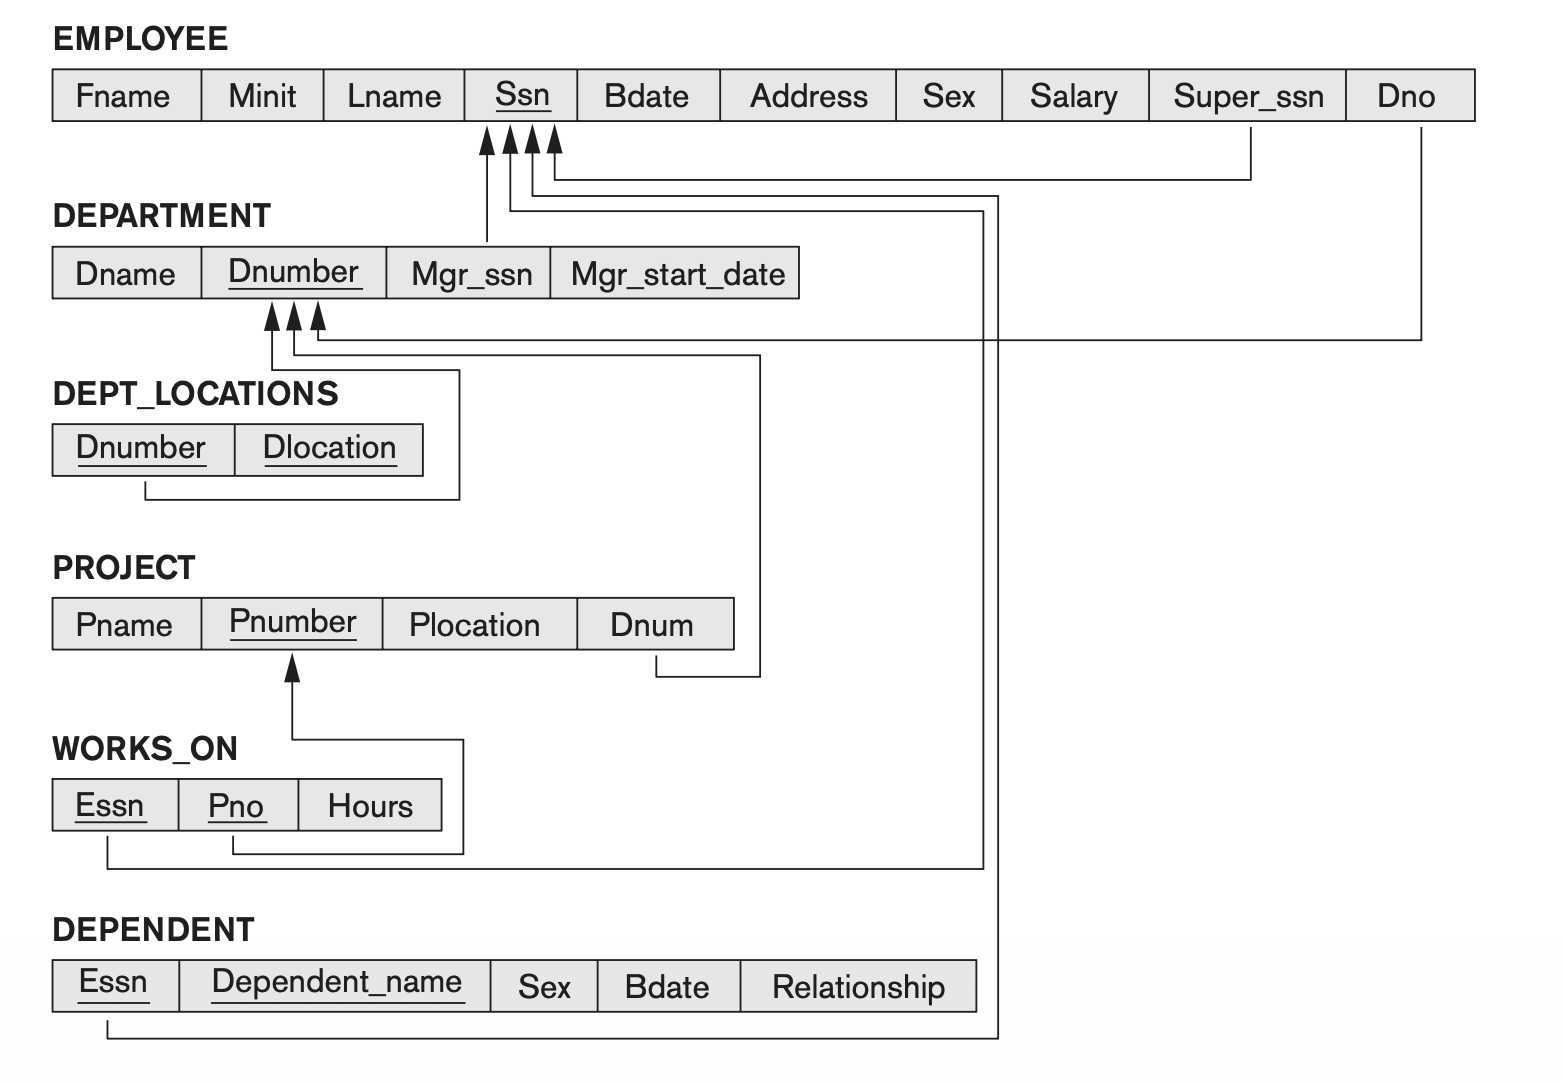 EMPLOYEE
Fname Minit Lname Ssn Bdate Address Sex Salary Super_ssn Dno
DEPARTMENT
Dname Dnumber Mgr_ssn Mgr_start_date
DEPT_LOCATIONS
Dnumber Dlocation
PROJECT
Pname Pnumber Plocation Dnum
WORKS_ON
Essn Pno Hours
DEPENDENT
Essn Dependent_name Sex Bdate Relationship